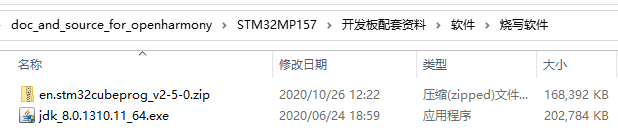 doc_and_source_for_openharmony > STM32MP157 > 开发板配套资料 > 软件 > 烧写软件
名称 修改日期 类型 大小
en.stm32cubeprog_v2-5-0.zip 2020/10/26 12:22 压缩(zipped)文件... 168,392 KB
jdk_8.0.1310.11_64.exe 2020/06/24 18:59 应用程序 202,784 KB